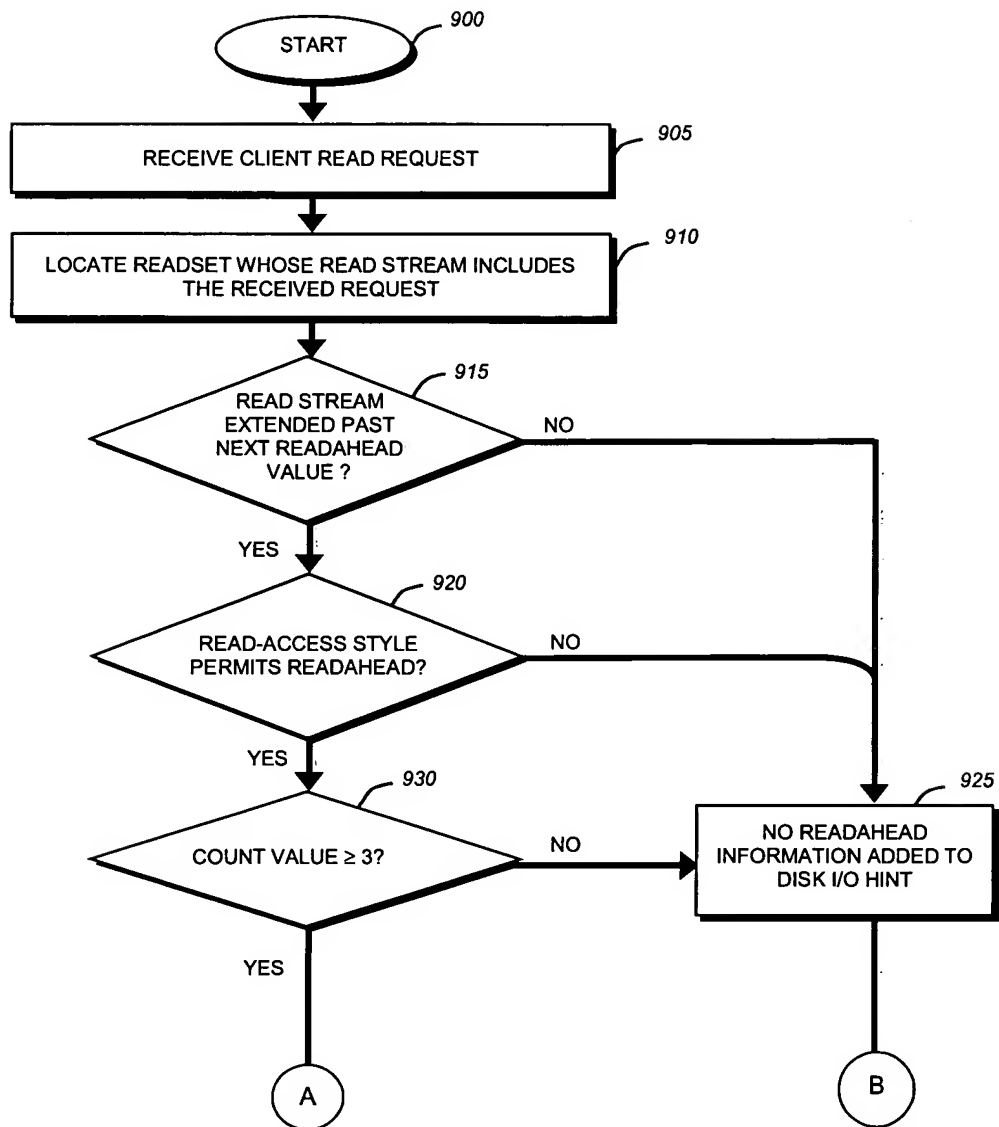 START
900
RECEIVE CLIENT READ REQUEST
905
LOCATE READSET WHOSE READ STREAM INCLUDES
THE RECEIVED REQUEST
910
READ STREAM
EXTENDED PAST
NEXT READAHEAD
VALUE ?
915
NO
YES
READ-ACCESS STYLE
PERMITS READAHEAD?
920
NO
YES
COUNT VALUE ≥ 3?
930
NO
YES
NO READAHEAD
INFORMATION ADDED TO
DISK I/O HINT
925
A
B